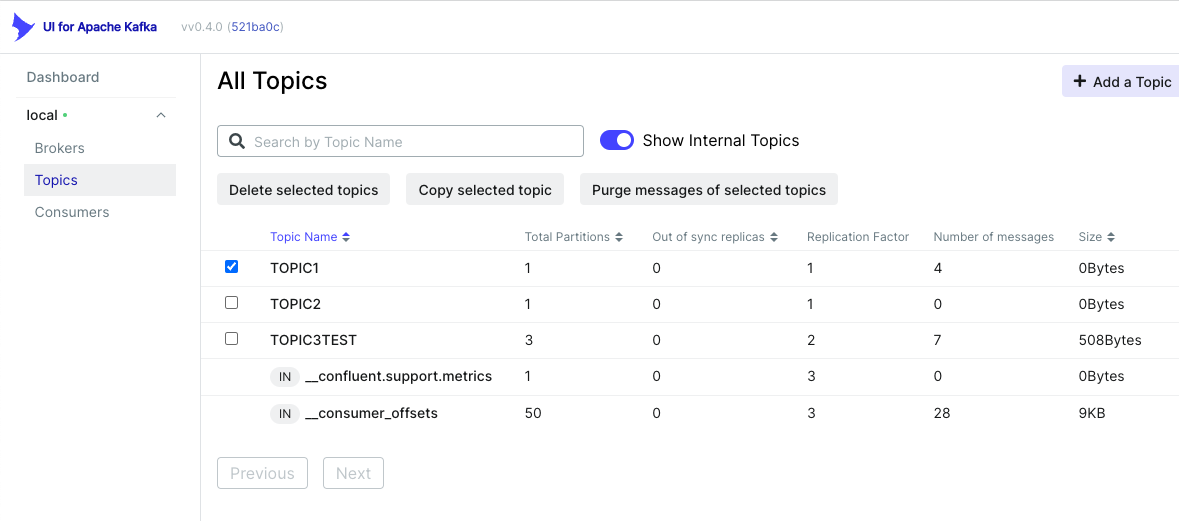 UI for Apache Kafka vv0.4.0 (521ba0c)
Dashboard
local
Brokers
Topics
Consumers
All Topics
Add a Topic
Search by Topic Name
Show Internal Topics
Delete selected topics Copy selected topic Purge messages of selected topics
Topic Name Total Partitions Out of sync replicas Replication Factor Number of messages Size
TOPIC1 1 0 1 4 0Bytes
TOPIC2 1 0 1 0 0Bytes
TOPIC3TEST 3 0 2 7 508Bytes
IN __confluent.support.metrics 1 0 3 0 0Bytes
IN __consumer_offsets 50 0 3 28 9KB
Previous Next